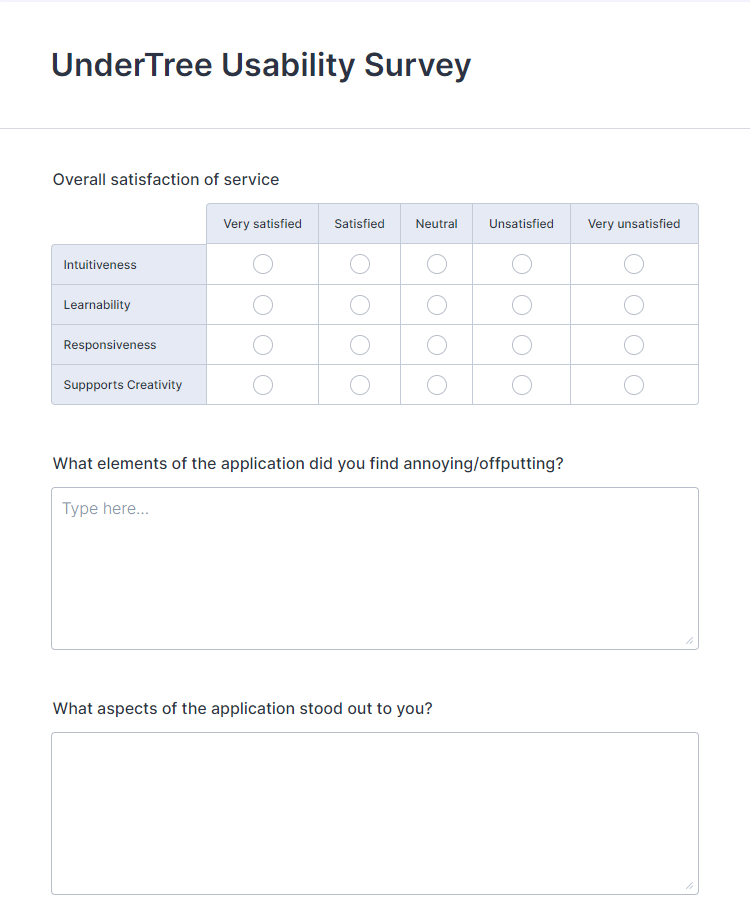 UnderTree Usability Survey
Overall satisfaction of service
Very satisfied Satisfied Neutral Unsatisfied Very unsatisfied
Intuitiveness
Learnability
Responsiveness
Suppports Creativity
What elements of the application did you find annoying/offputting?
Type here...
What aspects of the application stood out to you?